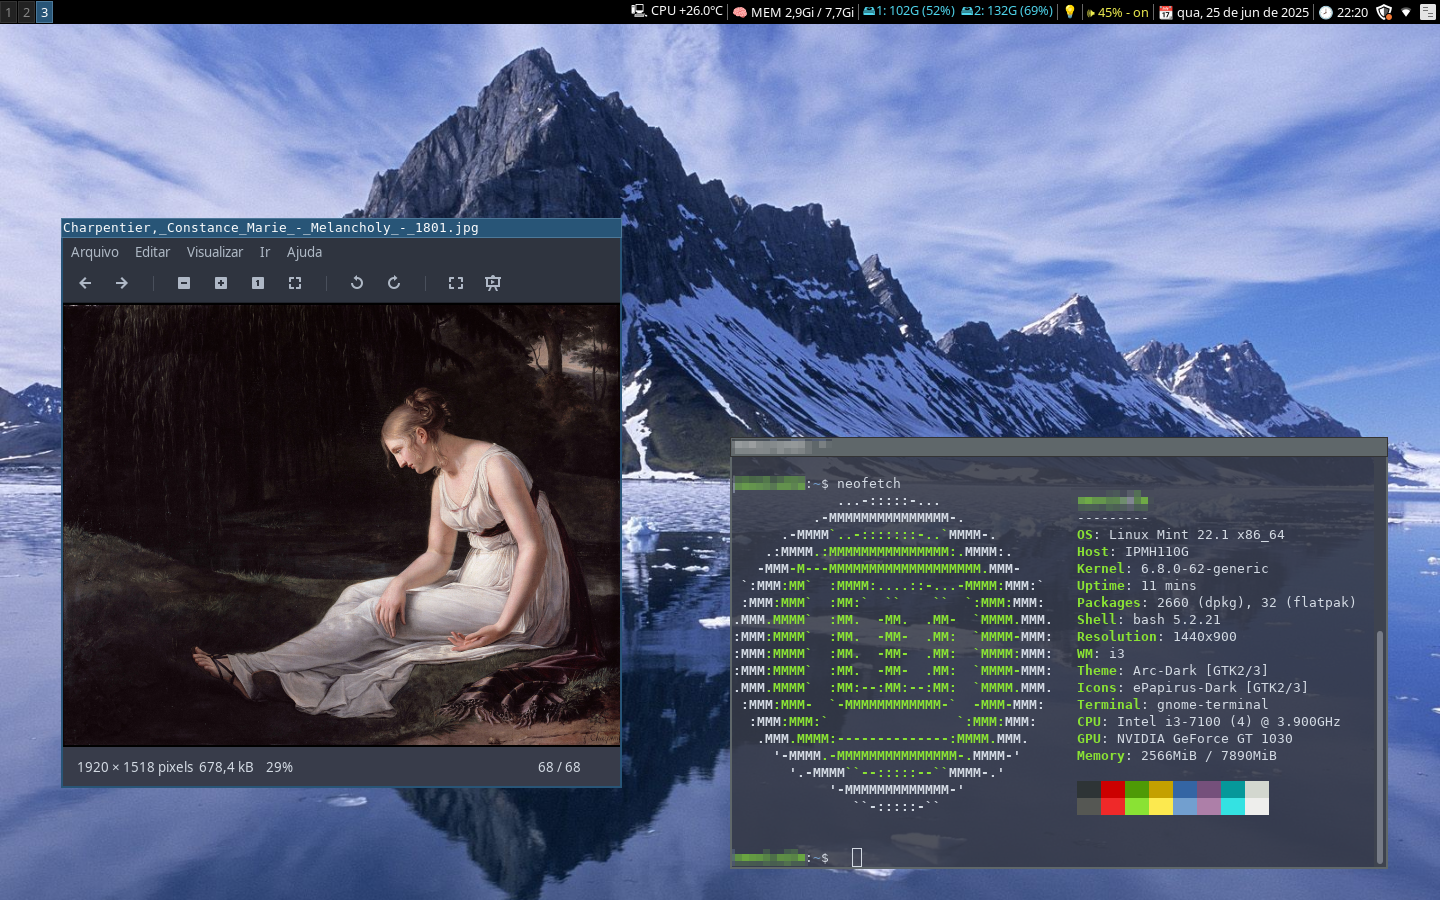 1 2 3 CPU +26.0°C MEM 2,9Gi / 7,7Gi 1: 102G (52%) 2: 132G (69%) 45% - on qua, 25 de jun de 2025 22:20
Charpentier,_Constance_Marie_-_Melancholy_-_1801.jpg
Arquivo Editar Visualizar Ir Ajuda
1920 × 1518 pixels 678,4 kB 29% 68 / 68
:~$ neofetch
...-:::::-...
.-MMMMMMMMMMMMMMM-.
---------
.-MMMM`..-:::::::-..`MMMM-. OS: Linux Mint 22.1 x86_64
.:MMMM.:MMMMMMMMMMMMMMM:.MMMM:. Host: IPMH110G
-MMM-M---MMMMMMMMMMMMMMMMMMM.MMM- Kernel: 6.8.0-62-generic
`:MMM:MM`  :MMMM:....::-...-MMMM:MMM:` Uptime: 11 mins
:MMM:MMM`  :MM:`  ``    ``  `:MMM:MMM: Packages: 2660 (dpkg), 32 (flatpak)
.MMM.MMMM`  :MM.  -MM.  .MM-  `MMMM.MMM. Shell: bash 5.2.21
:MMM:MMMM`  :MM.  -MM-  .MM:  `MMMM-MMM: Resolution: 1440x900
:MMM:MMMM`  :MM.  -MM-  .MM:  `MMMM:MMM: WM: i3
:MMM:MMMM`  :MM.  -MM-  .MM:  `MMMM-MMM: Theme: Arc-Dark [GTK2/3]
.MMM.MMMM`  :MM:--:MM:--:MM:  `MMMM.MMM. Icons: ePapirus-Dark [GTK2/3]
:MMM:MMM-  `-MMMMMMMMMMMM-`  -MMM-MMM: Terminal: gnome-terminal
:MMM:MMM:`                `:MMM:MMM: CPU: Intel i3-7100 (4) @ 3.900GHz
.MMM.MMMM:--------------:MMMM.MMM. GPU: NVIDIA GeForce GT 1030
'-MMMM.-MMMMMMMMMMMMMMM-.MMMM-' Memory: 2566MiB / 7890MiB
'.-MMMM``--:::::--``MMMM-.'
'-MMMMMMMMMMMMM-'
``-:::::-``
:~$